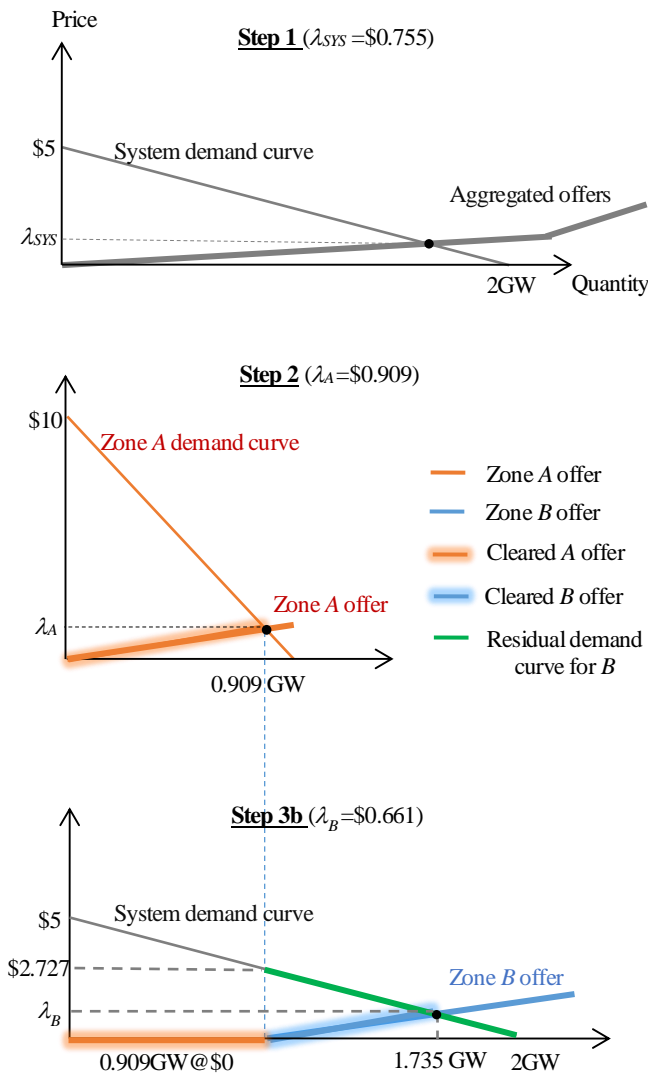 Price
Step 1 (λSYS =$0.755)
$5
System demand curve
Aggregated offers
λSYS
2GW
Quantity
Step 2 (λA=$0.909)
$10
Zone A demand curve
Zone A offer
Zone B offer
Cleared A offer
Zone A offer
Cleared B offer
λA
Residual demand
curve for B
0.909 GW
Step 3b (λB=$0.661)
$5
System demand curve
$2.727
Zone B offer
λB
0.909GW@$0
1.735 GW
2GW